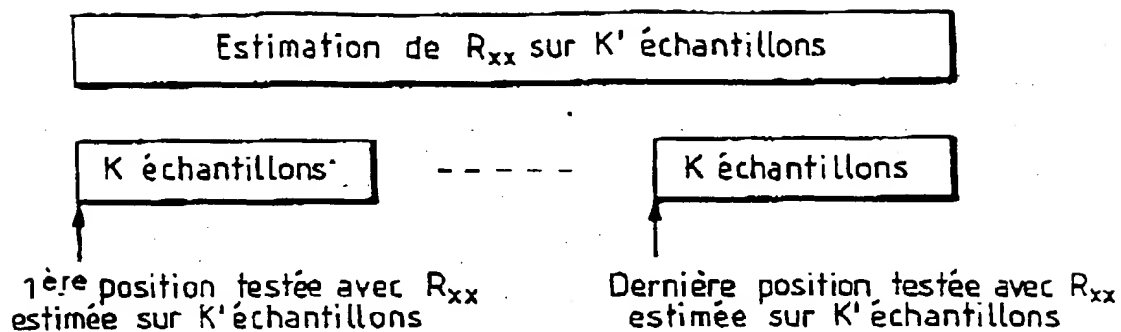 Estimation de Rxx sur K' échantillons
K échantillons
K échantillons
1ère position testée avec Rxx
estimée sur K' échantillons
Dernière position testée avec Rxx
estimée sur K' échantillons